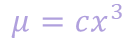 μ = cx³